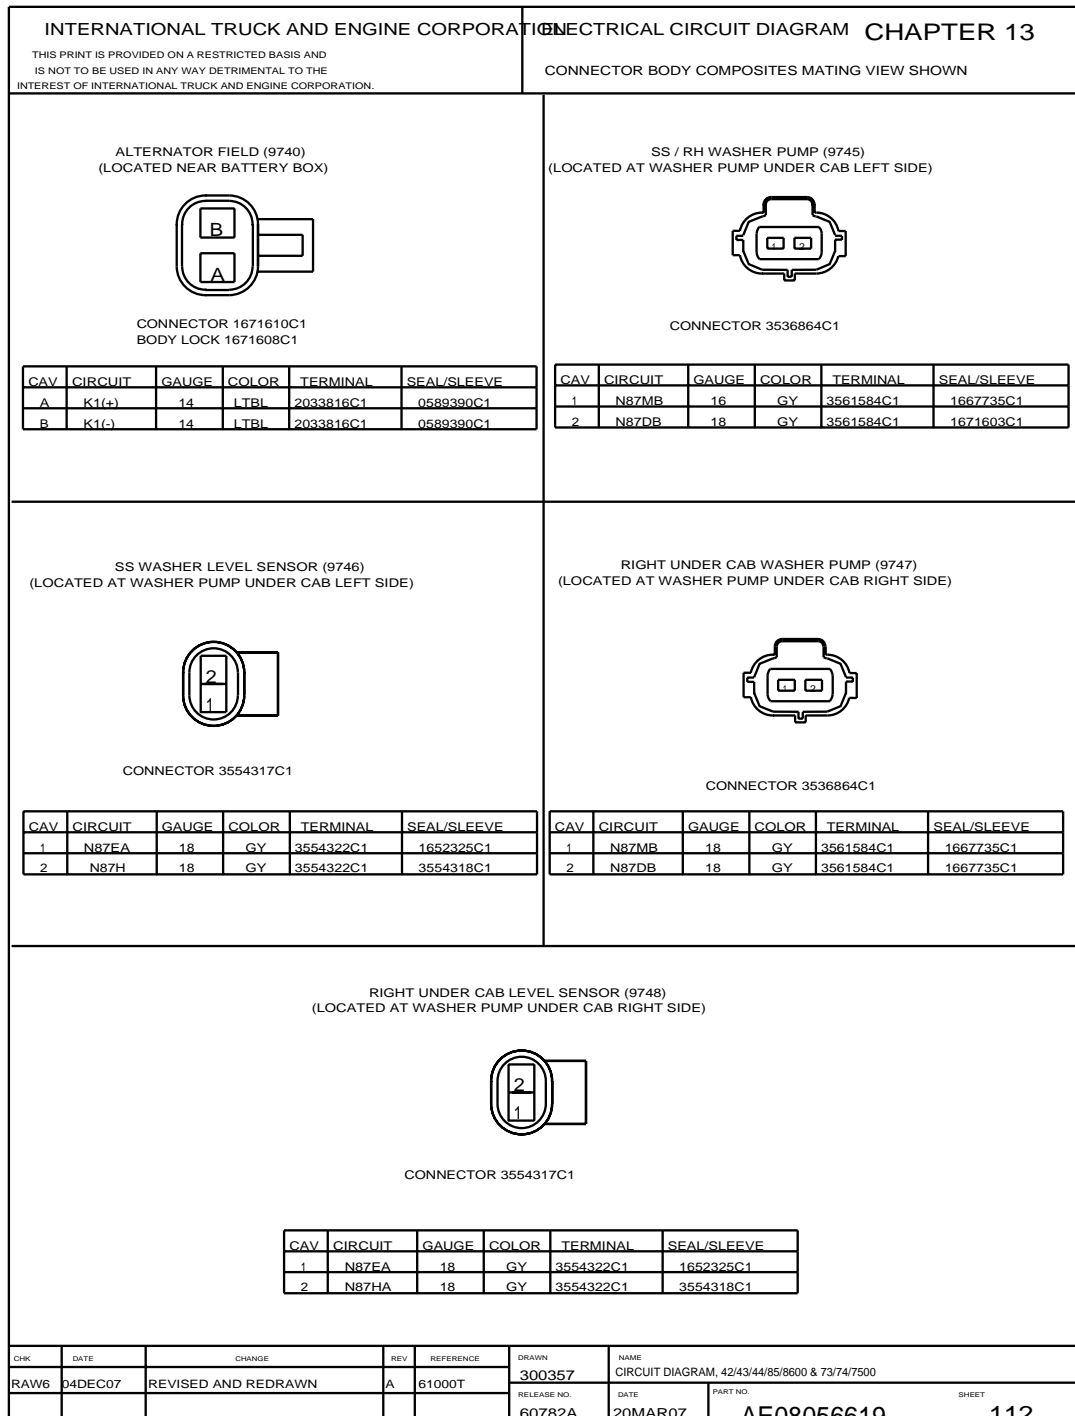 INTERNATIONAL TRUCK AND ENGINE CORPORATION
ELECTRICAL CIRCUIT DIAGRAM CHAPTER 13
THIS PRINT IS PROVIDED ON A RESTRICTED BASIS AND
IS NOT TO BE USED IN ANY WAY DETRIMENTAL TO THE
INTEREST OF INTERNATIONAL TRUCK AND ENGINE CORPORATION.
CONNECTOR BODY COMPOSITES MATING VIEW SHOWN
ALTERNATOR FIELD (9740)
(LOCATED NEAR BATTERY BOX)
B
A
CONNECTOR 1671610C1
BODY LOCK 1671608C1
CAV CIRCUIT GAUGE COLOR TERMINAL SEAL/SLEEVE
A K1(+) 14 LTBL 2033816C1 0589390C1
B K1(-) 14 LTBL 2033816C1 0589390C1
SS / RH WASHER PUMP (9745)
(LOCATED AT WASHER PUMP UNDER CAB LEFT SIDE)
1 2
CONNECTOR 3536864C1
CAV CIRCUIT GAUGE COLOR TERMINAL SEAL/SLEEVE
1 N87MB 16 GY 3561584C1 1667735C1
2 N87DB 18 GY 3561584C1 1671603C1
SS WASHER LEVEL SENSOR (9746)
(LOCATED AT WASHER PUMP UNDER CAB LEFT SIDE)
2
1
CONNECTOR 3554317C1
CAV CIRCUIT GAUGE COLOR TERMINAL SEAL/SLEEVE
1 N87EA 18 GY 3554322C1 1652325C1
2 N87H 18 GY 3554322C1 3554318C1
RIGHT UNDER CAB WASHER PUMP (9747)
(LOCATED AT WASHER PUMP UNDER CAB RIGHT SIDE)
1 2
CONNECTOR 3536864C1
CAV CIRCUIT GAUGE COLOR TERMINAL SEAL/SLEEVE
1 N87MB 18 GY 3561584C1 1667735C1
2 N87DB 18 GY 3561584C1 1667735C1
RIGHT UNDER CAB LEVEL SENSOR (9748)
(LOCATED AT WASHER PUMP UNDER CAB RIGHT SIDE)
2
1
CONNECTOR 3554317C1
CAV CIRCUIT GAUGE COLOR TERMINAL SEAL/SLEEVE
1 N87EA 18 GY 3554322C1 1652325C1
2 N87HA 18 GY 3554322C1 3554318C1
CHK DATE CHANGE REV REFERENCE
RAW6 04DEC07 REVISED AND REDRAWN A 61000T
DRAWN
300357
NAME
CIRCUIT DIAGRAM, 42/43/44/85/8600 & 73/74/7500
RELEASE NO.
60782A
DATE
20MAR07
PART NO.
AE08056619
SHEET
112